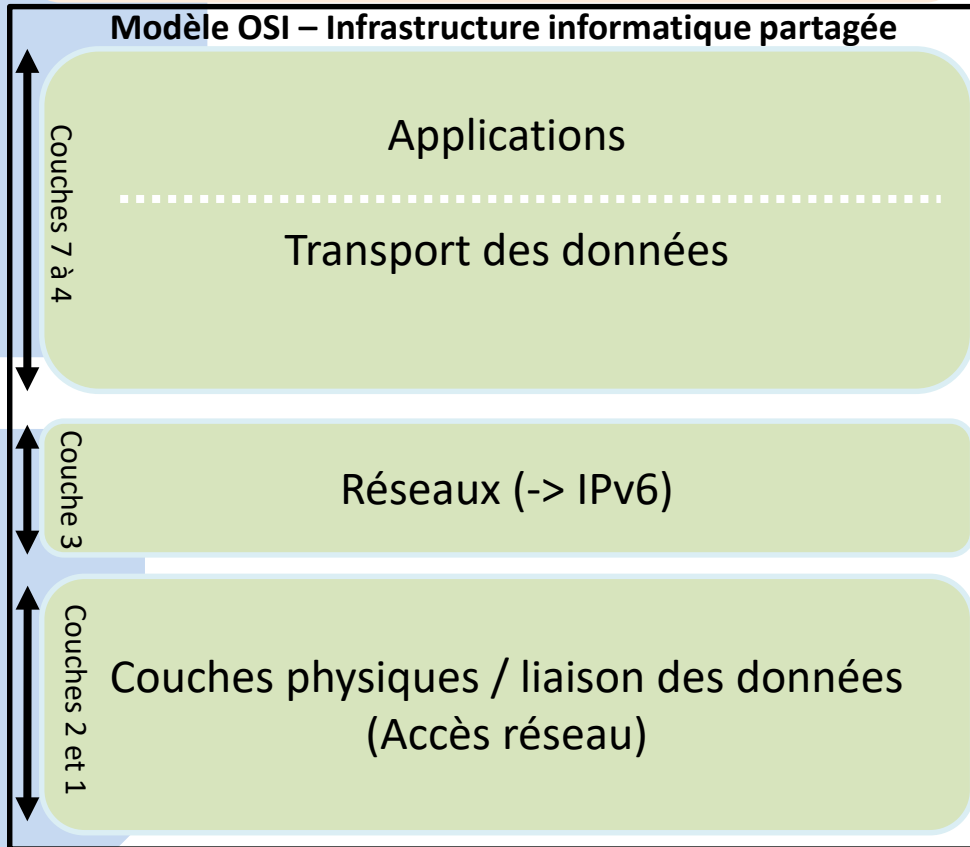 Modèle OSI – Infrastructure informatique partagée
Couches 7 à 4
Applications
Transport des données
Couche 3
Réseaux (-> IPv6)
Couches 2 et 1
Couches physiques / liaison des données
(Accès réseau)